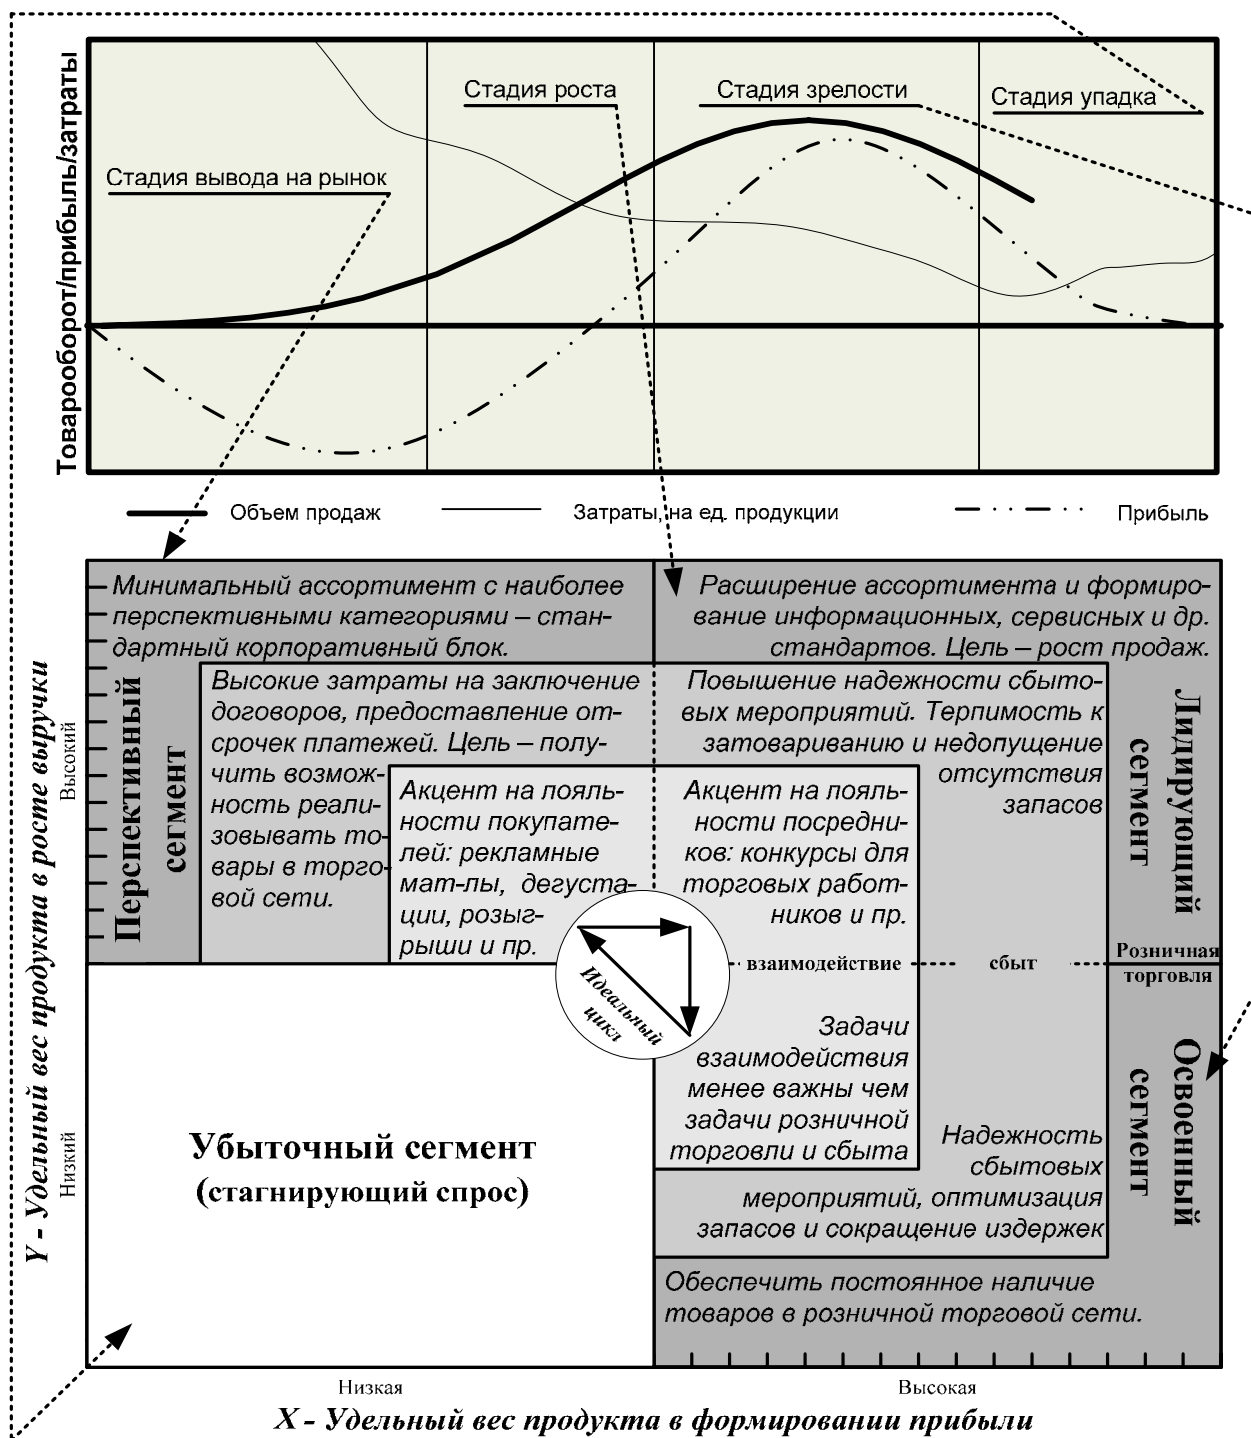 Товарооборот/прибыль/затраты
Стадия вывода на рынок
Стадия роста
Стадия зрелости
Стадия упадка
Объем продаж
Затраты, на ед. продукции
Прибыль
Y - Удельный вес продукта в росте выручки
Высокий
Низкий
Минимальный ассортимент с наиболее
перспективными категориями – стан-
дартный корпоративный блок.
Расширение ассортимента и формиро-
вание информационных, сервисных и др.
стандартов. Цель – рост продаж.
Перспективный
сегмент
Высокие затраты на заключение
договоров, предоставление от-
срочек платежей. Цель – полу-
чить возмож-
ность реали-
зовывать то-
вары в торго-
вой сети.
Повышение надежности сбыто-
вых мероприятий. Терпимость к
затовариванию и недопущение
отсутствия
запасов
Лидирующий
сегмент
Акцент на лояль-
ности покупате-
лей: рекламные
мат-лы, дегуста-
ции, розыг-
рыши и пр.
Акцент на лояль-
ности посредни-
ков: конкурсы для
торговых работ-
ников и пр.
Идеальный
цикл
взаимодействие
сбыт
Розничная
торговля
Задачи
взаимодействия
менее важны чем
задачи розничной
торговли и сбыта
Надежность
сбытовых
мероприятий, оптимизация
запасов и сокращение издержек
Освоенный
сегмент
Убыточный сегмент
(стагнирующий спрос)
Обеспечить постоянное наличие
товаров в розничной торговой сети.
Низкая
Высокая
X - Удельный вес продукта в формировании прибыли